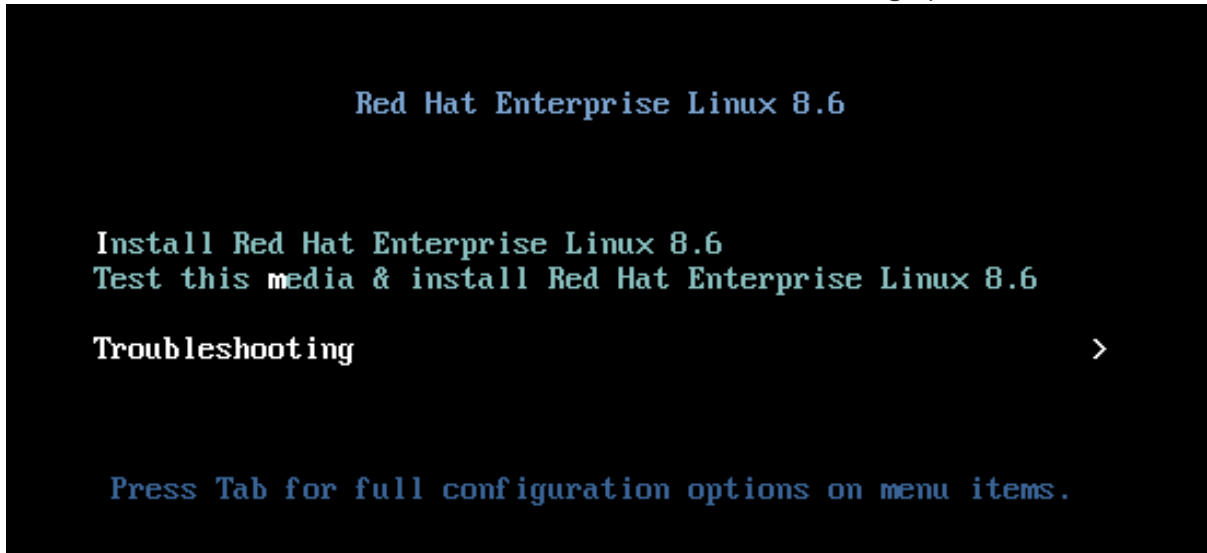 Red Hat Enterprise Linux 8.6
Install Red Hat Enterprise Linux 8.6
Test this media & install Red Hat Enterprise Linux 8.6
Troubleshooting >
Press Tab for full configuration options on menu items.